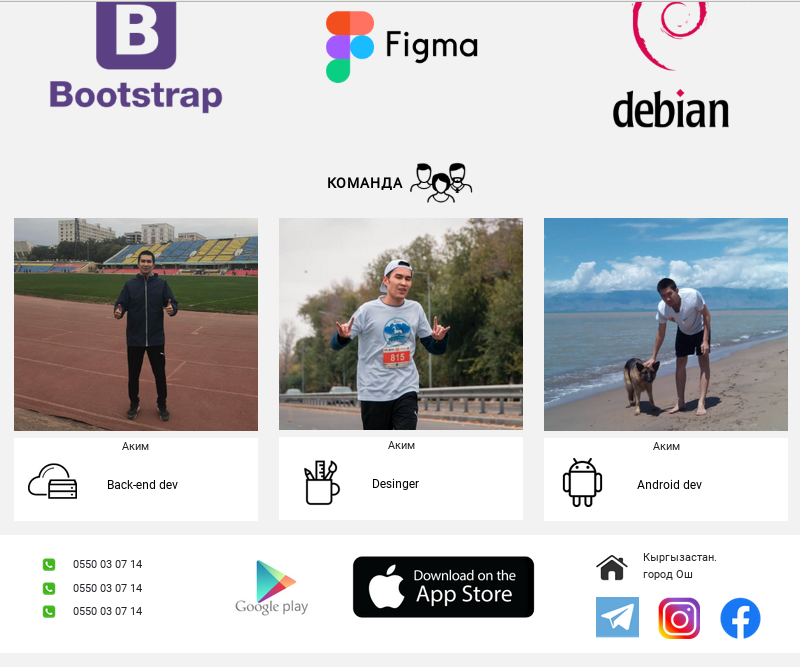 B
Bootstrap
Figma
debian
КОМАНДА
815
Аким
Аким
Аким
Back-end dev
Desinger
Android dev
0550 03 07 14
0550 03 07 14
0550 03 07 14
Google play
Download on the
App Store
Кыргызастан.
город Ош